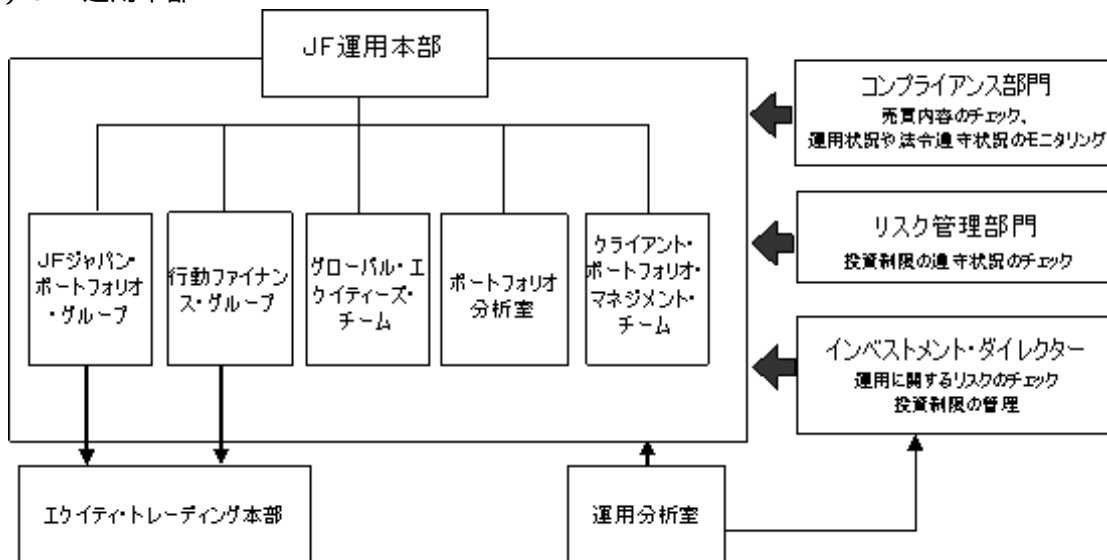 JF運用本部
コンプライアンス部門
売買内容のチェック、
運用状況や法令遵守状況のモニタリング
リスク管理部門
投資制限の遵守状況のチェック
インベストメント・ダイレクター
運用に関するリスクのチェック
投資制限の管理
JFジャパン・
ポートフォリオ
・グループ
行動ファイナン
ス・グループ
グローバル・エ
クイティーズ・
チーム
ポートフォリオ
分析室
クライアント・
ポートフォリオ・
マネジメント・
チーム
エクイティ・トレーディング本部
運用分析室